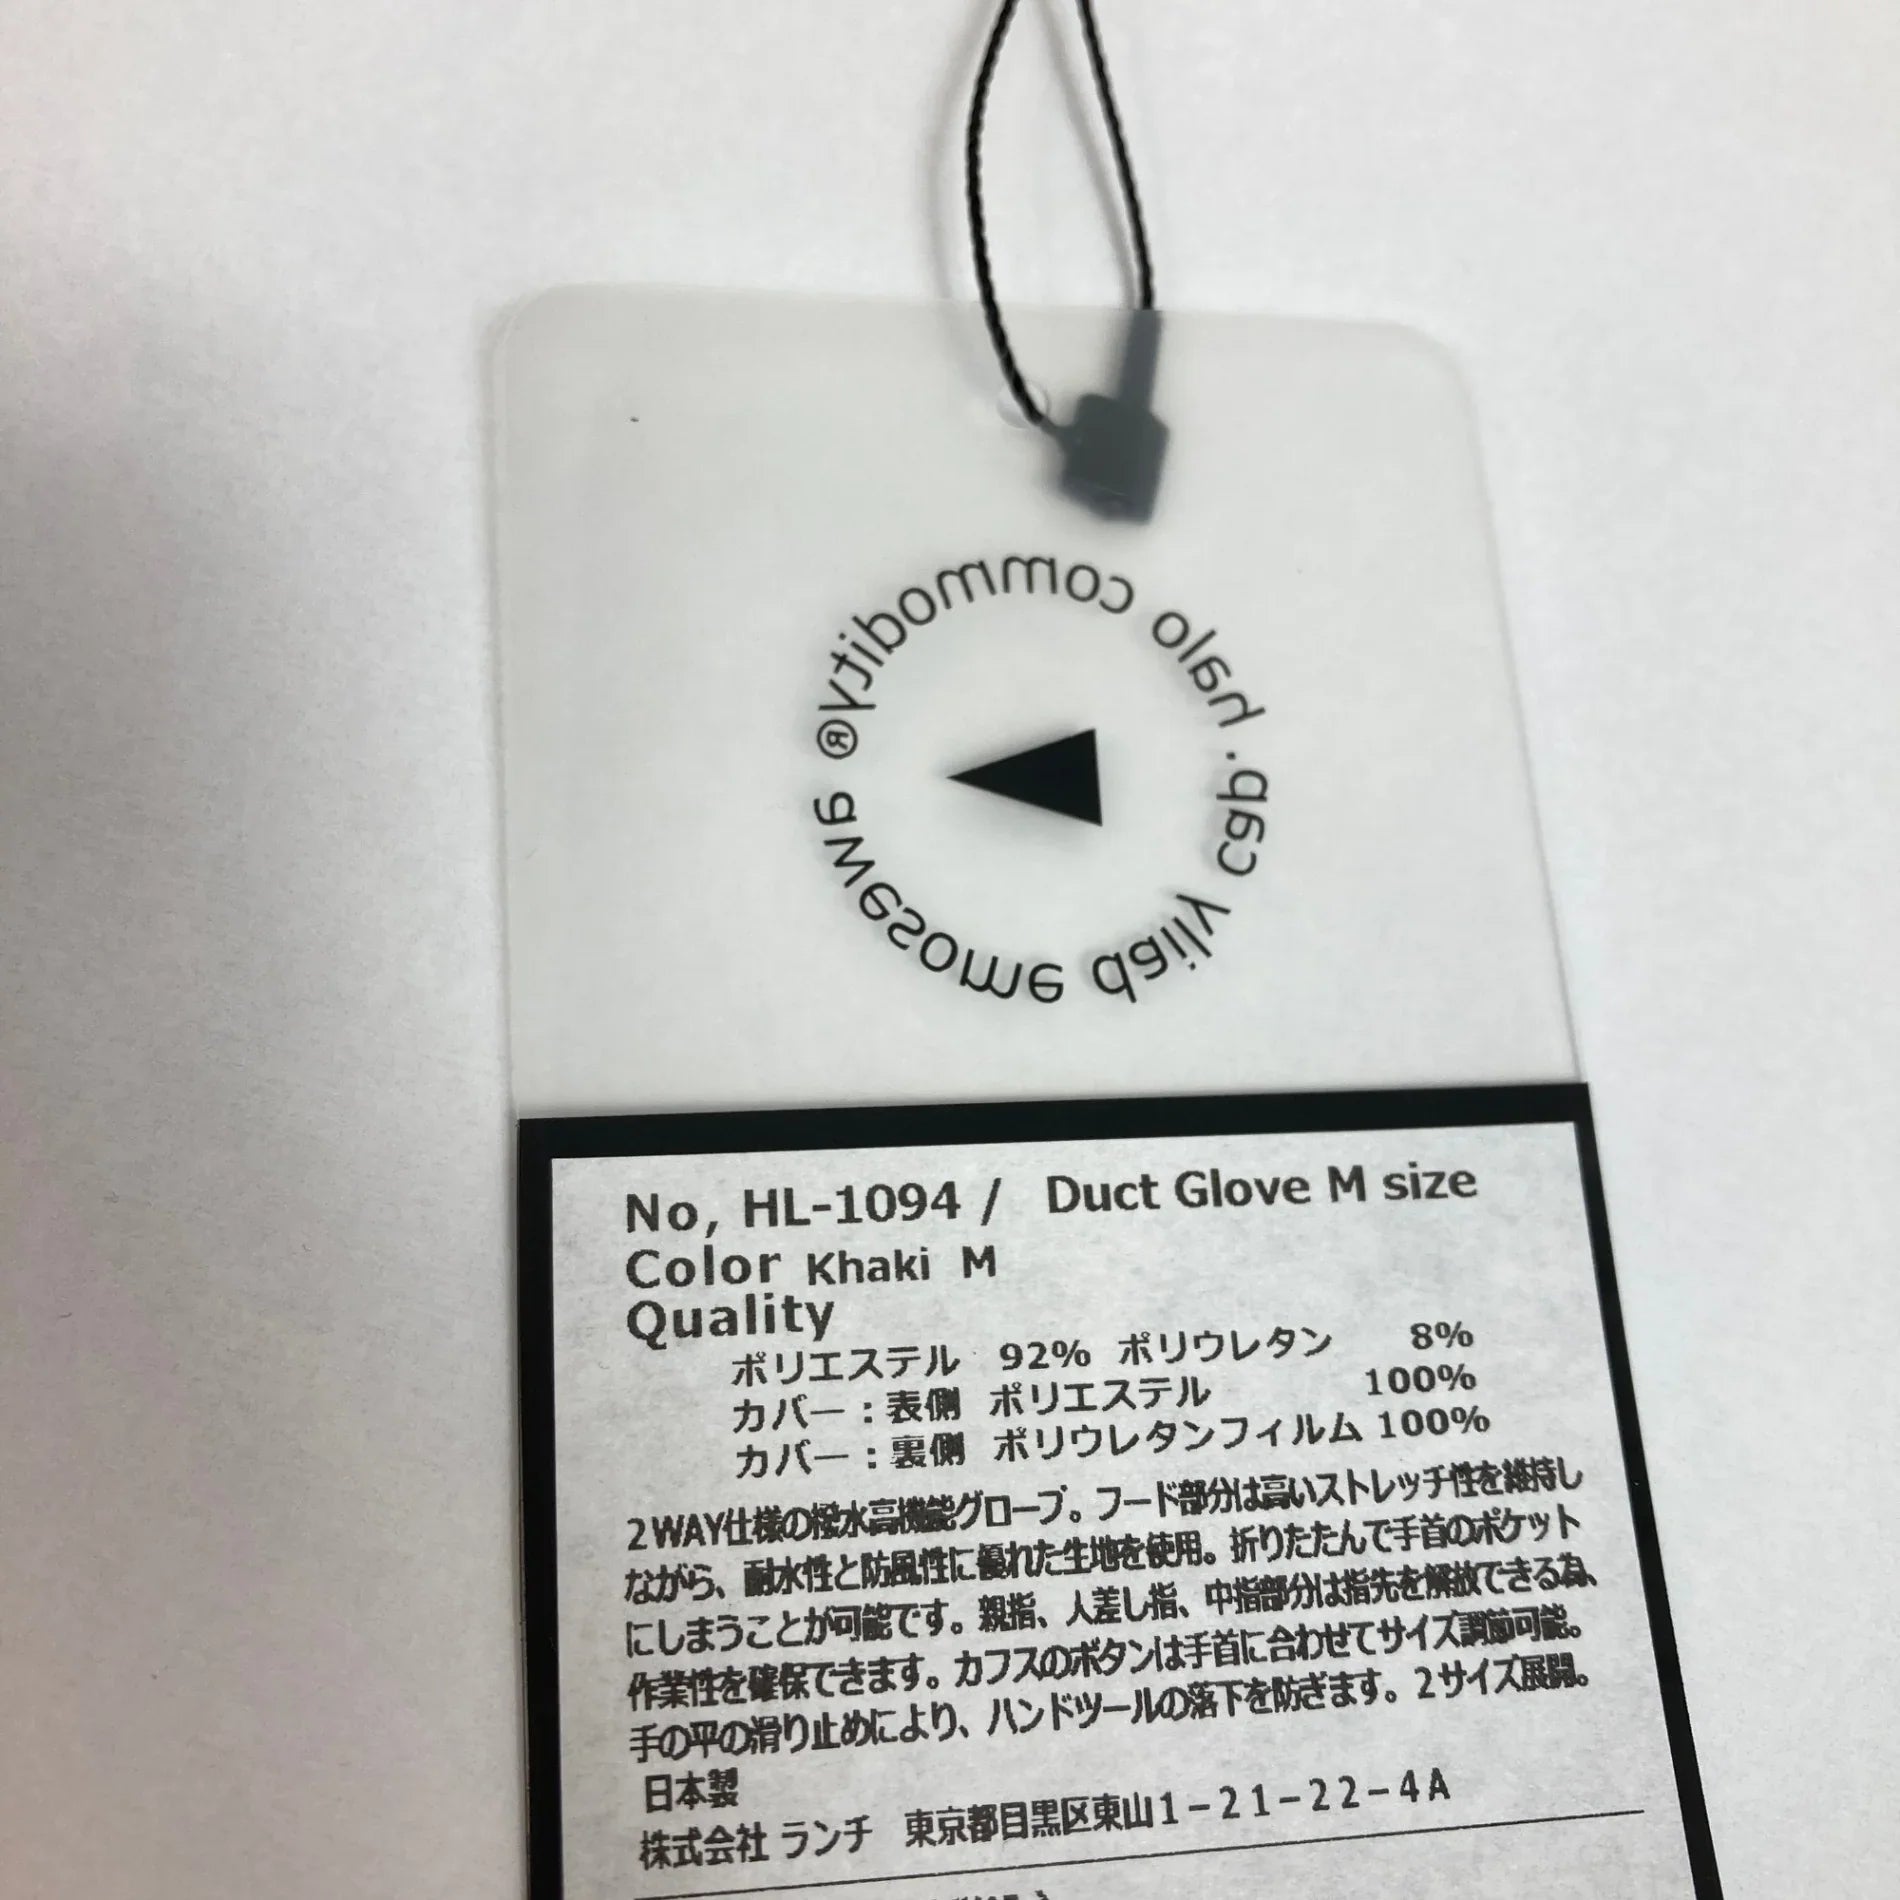 halo commodity®
awesome daily cgb.
No, HL-1094 / Duct Glove M size
Color Khaki M
Quality
ポリエステル 92% ポリウレタン 8%
カバー：表側 ポリエステル 100%
カバー：裏側 ポリウレタンフィルム 100%
2WAY仕様の撥水高機能グローブ。フード部分は高いストレッチ性を維持し
ながら、耐水性と防風性に優れた生地を使用。折りたたんで手首のポケット
にしまうことが可能です。親指、人差し指、中指部分は指先を解放できる為、
作業性を確保できます。カフスのボタンは手首に合わせてサイズ調節可能。
手の平の滑り止めにより、ハンドツールの落下を防ぎます。2サイズ展開。
日本製
株式会社 ランチ 東京都目黒区東山1-21-22-4A